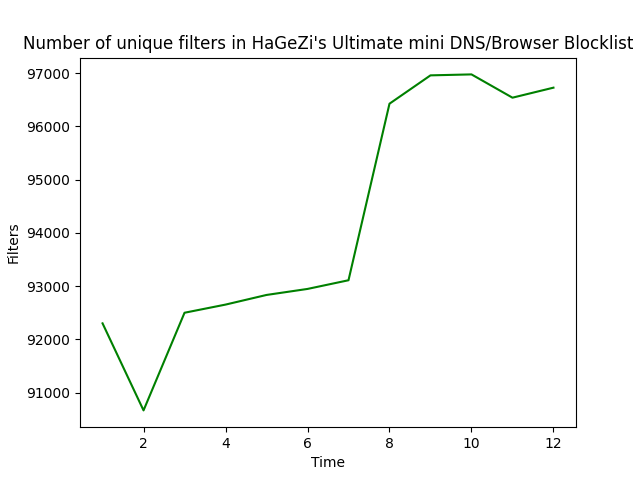 Number of unique filters in HaGeZi's Ultimate mini DNS/Browser Blocklist
97000
96000
95000
94000
93000
92000
91000
Filters
2 4 6 8 10 12
Time